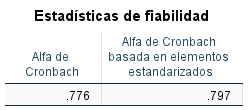 Estadísticas de fiabilidad
Alfa de
Cronbach
Alfa de Cronbach
basada en elementos
estandarizados
.776
.797